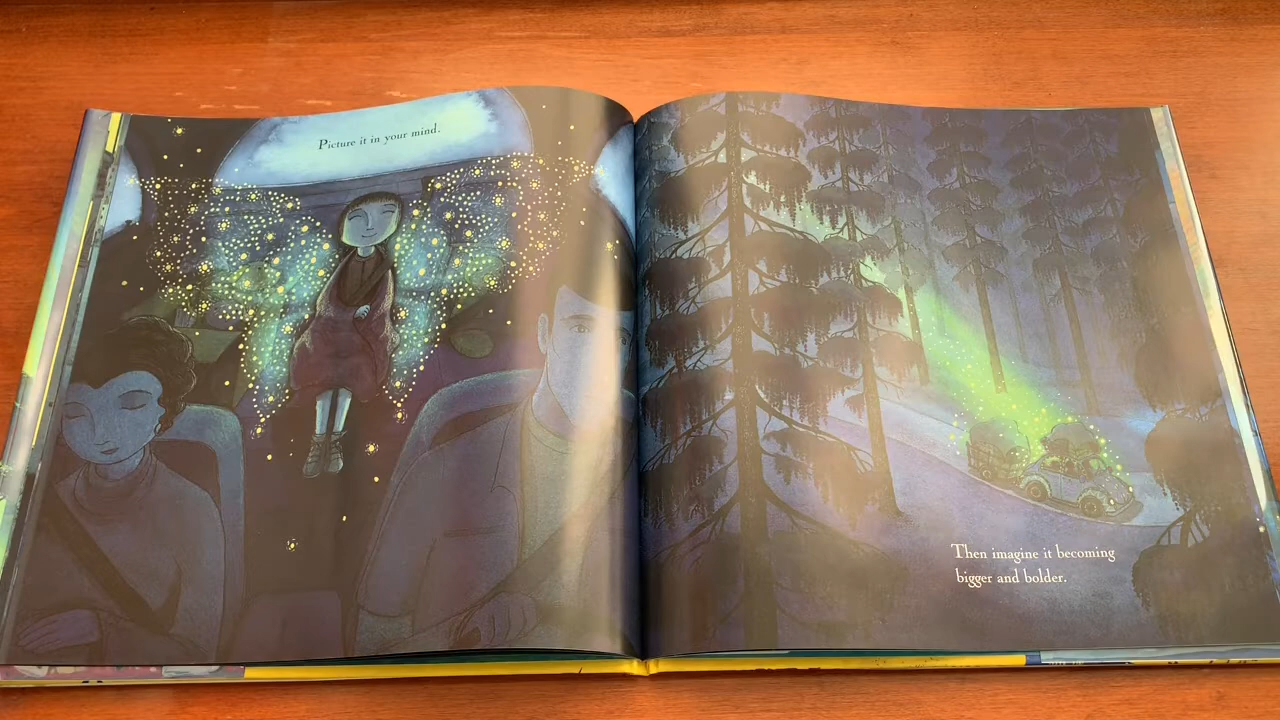 Picture it in your mind.
Then imagine it becoming
bigger and bolder.